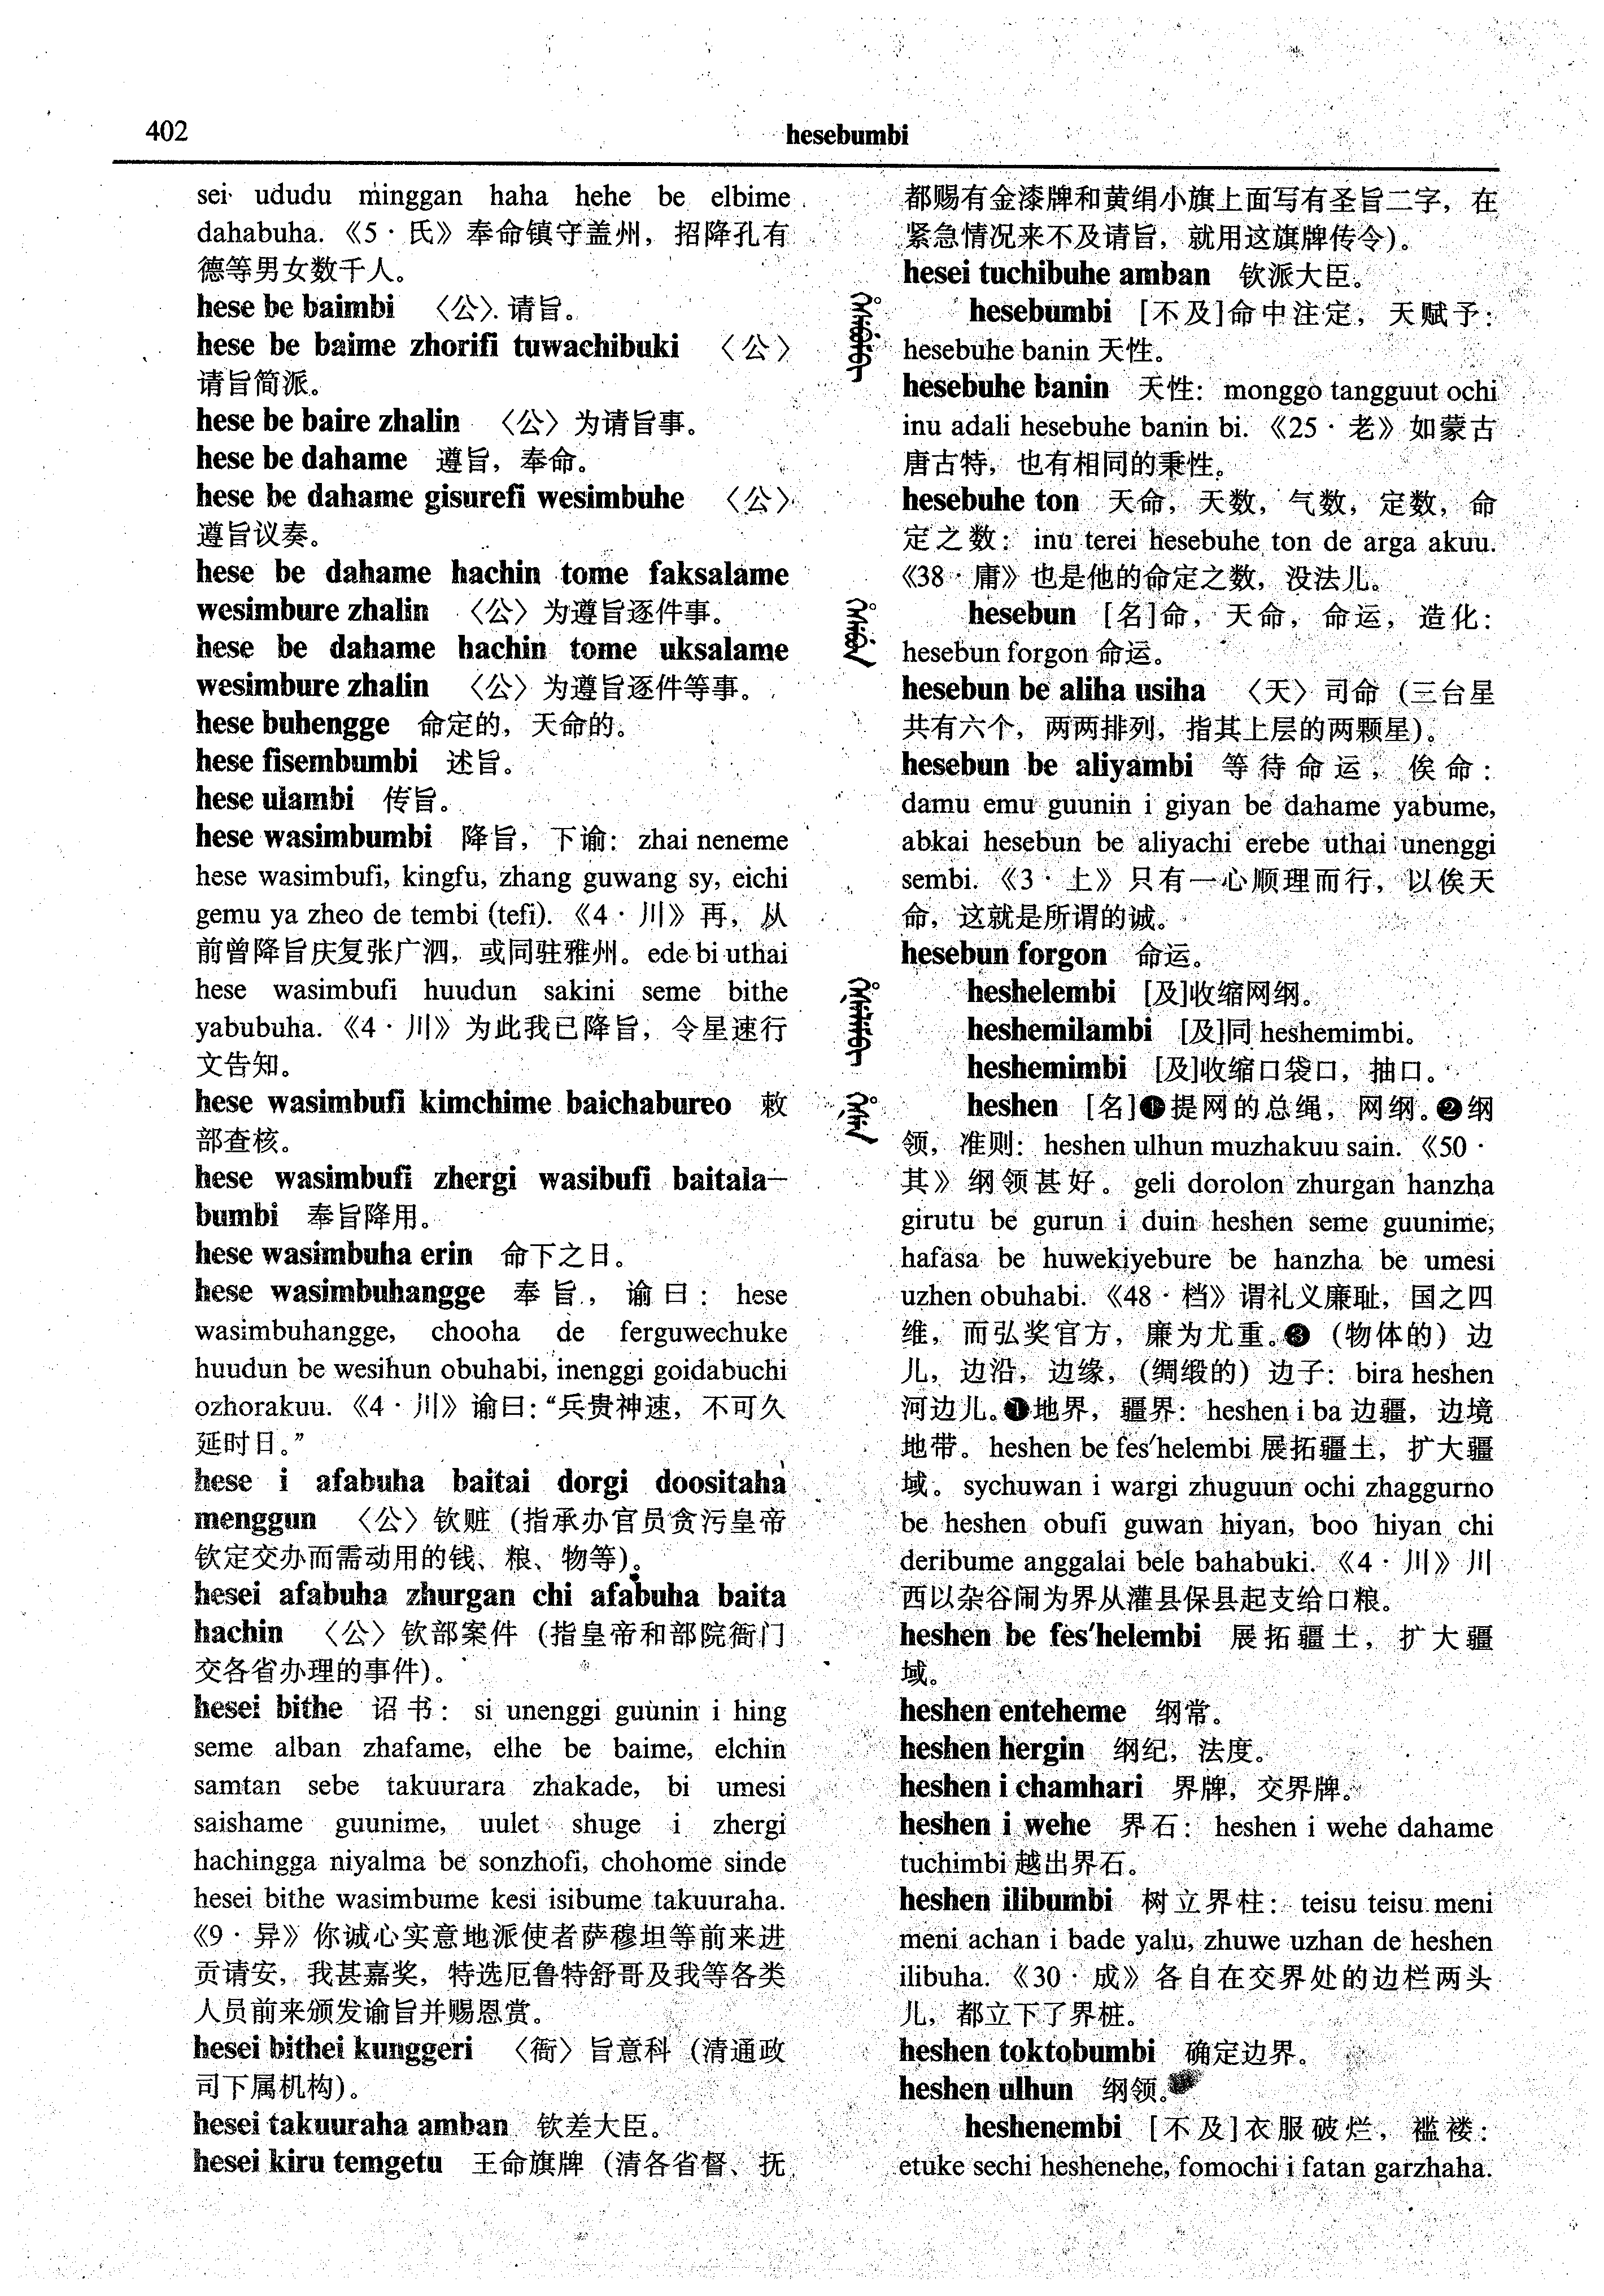 402
hesebumbi
sei ududu minggan haha hehe be elbime
dahabuha.《5·氏》奉命镇守盖州，招降孔有
德等男女数千人。
hese be baimbi 〈公〉请旨。
hese be baime zhorifi tuwachibuki 〈公〉
请旨简派。
hese be baire zhalin 〈公〉为请旨事。
hese be dahame 遵旨，奉命。
hese be dahame gisurefi wesimbuhe 〈公〉
遵旨议奏。
hese be dahame hachin tome faksalame
wesimbure zhalin 〈公〉为遵旨逐件事。
hese be dahame hachin tome uksalame
wesimbure zhalin 〈公〉为遵旨逐件等事。
hese buhengge 命定的，天命的。
hese fisembumbi 述旨。
hese ulambi 传旨。
hese wasimbumbi 降旨，下谕：zhai neneme
hese wasimbufi, kingfu, zhang guwang sy, eichi
gemu ya zheo de tembi (tefi).《4·川》再，从
前曾降旨庆复张广泗，或同驻雅州。ede bi uthai
hese wasimbufi huudun sakini seme bithe
yabubuha.《4·川》为此我已降旨，令星速行
文告知。
hese wasimbufi kimchime baichabureo 敕
部查核。
hese wasimbufi zhergi wasibufi baitala—
bumbi 奉旨降用。
hese wasimbuha erin 命下之日。
hese wasimbuhangge 奉旨，谕曰：hese
wasimbuhangge, chooha de ferguwechuke
huudun be wesihun obuhabi, inenggi goidabuchi
ozhorakuu.《4·川》谕曰：“兵贵神速，不可久
延时日。”
hese i afabuha baitai dorgi doositaha
menggun 〈公〉钦赃（指承办官员贪污皇帝
钦定交办而需动用的钱、粮、物等）。
hesei afabuha zhurgan chi afabuha baita
hachin 〈公〉钦部案件（指皇帝和部院衙门
交各省办理的事件）。
hesei bithe 诏书：si unenggi guunin i hing
seme alban zhafame, elhe be baime, elchin
samtan sebe takuurara zhakade, bi umesi
saishame guunime, uulet shuge i zhergi
hachingga niyalma be sonzhofi, chohome sinde
hesei bithe wasimbume kesi isibume takuuraha.
《9·异》你诚心实意地派使者萨穆坦等前来进
贡请安，我甚嘉奖，特选厄鲁特舒哥及我等各类
人员前来颁发谕旨并赐恩赏。
hesei bithei kunggeri 〈衙〉旨意科（清通政
司下属机构）。
hesei takuuraha amban 钦差大臣。
hesei kiru temgetu 王命旗牌（清各省督、抚
都赐有金漆牌和黄绢小旗上面写有圣旨二字，在
紧急情况来不及请旨，就用这旗牌传令）。
hesei tuchibuhe amban 钦派大臣。
hesebumbi [不及]命中注定，天赋予：
hesebuhe banin 天性。
hesebuhe banin 天性：monggo tangguut ochi
inu adali hesebuhe banin bi.《25·老》如蒙古
唐古特，也有相同的秉性。
hesebuhe ton 天命，天数，气数，定数，命
定之数：inu terei hesebuhe ton de arga akuu.
《38·庸》也是他的命定之数，没法儿。
hesebun [名]命，天命，命运，造化：
hesebun forgon 命运。
hesebun be aliha usiha 〈天〉司命（三台星
共有六个，两两排列，指其上层的两颗星）。
hesebun be aliyambi 等待命运，俟命：
damu emu guunin i giyan be dahame yabume,
abkai hesebun be aliyachi erebe uthai unenggi
sembi.《3·上》只有一心顺理而行，以俟天
命，这就是所谓的诚。
hesebun forgon 命运。
heshelembi [及]收缩网纲。
heshemilambi [及]同 heshemimbi。
heshemimbi [及]收缩口袋口，抽口。
heshen [名]❶提网的总绳，网纲。❷纲
领，准则：heshen ulhun muzhakuu sain.《50·
其》纲领甚好。geli dorolon zhurgan hanzha
girutu be gurun i duin heshen seme guunime,
hafasa be huwekiyebure be hanzha be umesi
uzhen obuhabi.《48·档》谓礼义廉耻，国之四
维，而弘奖官方，廉为尤重。❸（物体的）边
儿，边沿，边缘，（绸缎的）边子：bira heshen
河边儿。❶地界，疆界：heshen i ba 边疆，边境
地带。heshen be fes'helembi 展拓疆土，扩大疆
域。sychuwan i wargi zhuguun ochi zhaggurno
be heshen obufi guwan hiyan, boo hiyan chi
deribume anggalai bele bahabuki.《4·川》川
西以杂谷闹为界从灌县保县起支给口粮。
heshen be fes'helembi 展拓疆土，扩大疆
域。
heshen enteheme 纲常。
heshen hergin 纲纪，法度。
heshen i chamhari 界牌，交界牌。
heshen i wehe 界石：heshen i wehe dahame
tuchimbi 越出界石。
heshen ilibumbi 树立界柱：teisu teisu meni
meni achan i bade yalu, zhuwe uzhan de heshen
ilibuha.《30·成》各自在交界处的边栏两头
儿，都立下了界桩。
heshen toktobumbi 确定边界。
heshen ulhun 纲领。
heshenembi [不及]衣服破烂，褴褛：
etuke sechi heshenehe, fomochi i fatan garzhaha.